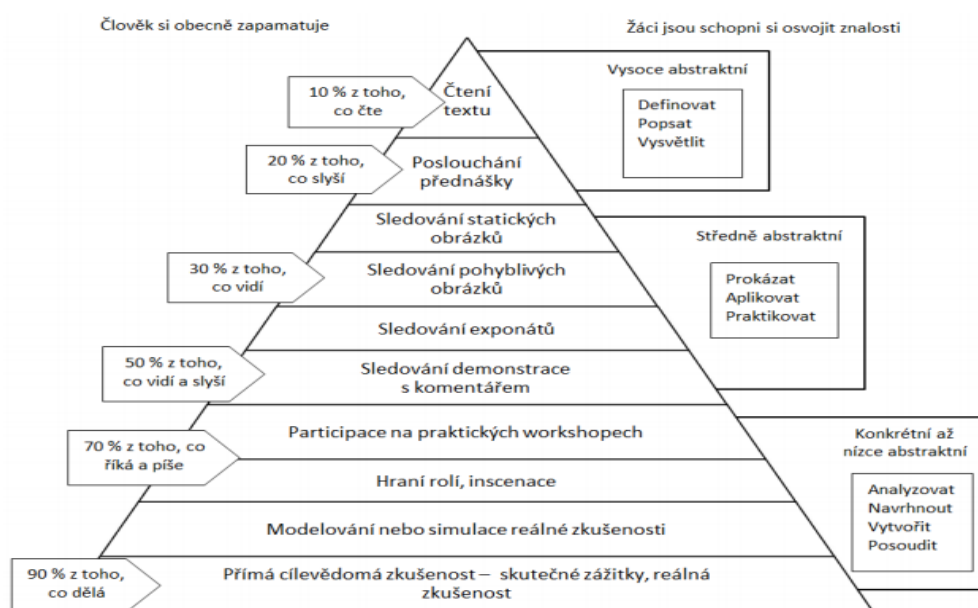 Člověk si obecně zapamatuje
Žáci jsou schopni si osvojit znalosti
10 % z toho,
co čte
Čtení
textu
Vysoce abstraktní
Definovat
Popsat
Vysvětlit
20 % z toho,
co slyší
Poslouchání
přednášky
Sledování statických
obrázků
Středně abstraktní
Prokázat
Aplikovat
Praktikovat
30 % z toho,
co vidí
Sledování pohyblivých
obrázků
Sledování exponátů
50 % z toho,
co vidí a slyší
Sledování demonstrace
s komentářem
Participace na praktických workshopech
Konkrétní až
nízce abstraktní
Analyzovat
Navrhnout
Vytvořit
Posoudit
70 % z toho, co
říká a píše
Hraní rolí, inscenace
Modelování nebo simulace reálné zkušenosti
90 % z toho,
co dělá
Přímá cílevědomá zkušenost – skutečné zážitky, reálná
zkušenost